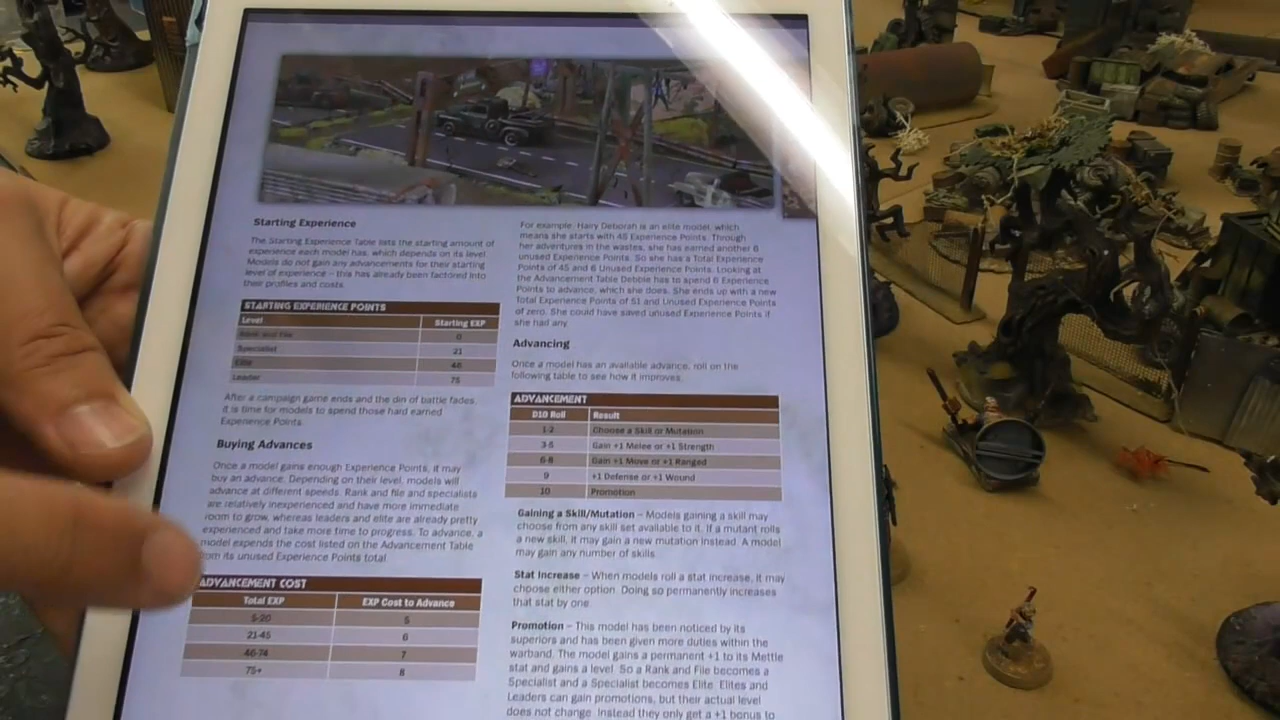 Starting Experience
The Starting Experience Table lists the starting amount of
experience each model has, which depends on its level.
Models do not gain any advancements for their starting
level of experience – this has already been factored into
their profiles and costs.
STARTING EXPERIENCE POINTS
Level Starting EXP
Rank and File 0
Specialist 21
Elite
Leader 75
After a campaign game ends and the din of battle fades,
it is time for models to spend those hard earned
Experience Points.
Buying Advances
Once a model gains enough Experience Points, it may
buy an advance. Depending on their level, models will
advance at different speeds. Rank and file and specialists
are relatively inexperienced and have more immediate
room to grow, whereas leaders and elite are already pretty
experienced and take more time to progress. To advance, a
model expends the cost listed on the Advancement Table
from its unused Experience Points total.
ADVANCEMENT COST
Total EXP EXP Cost to Advance
5-20 5
21-45 6
46-74 7
75+ 8
For example: Hairy Deborah is an elite model, which
means she starts with 45 Experience Points. Through
her adventures in the wastes, she has earned another 6
unused Experience Points. So she has a Total Experience
Points of 45 and 6 Unused Experience Points. Looking at
the Advancement Table Debbie has to spend 6 Experience
Points to advance, which she does. She ends up with a new
Total Experience Points of 51 and Unused Experience Points
of zero. She could have saved unused Experience Points if
she had any.
Advancing
Once a model has an available advance, roll on the
following table to see how it improves.
ADVANCEMENT
D10 Roll Result
1-2 Choose a Skill or Mutation
3-5 Gain +1 Melee or +1 Strength
6-8 Gain +1 Move or +1 Ranged
9 +1 Defense or +1 Wound
10 Promotion
Gaining a Skill/Mutation – Models gaining a skill may
choose from any skill set available to it. If a mutant rolls
a new skill, it may gain a new mutation instead. A model
may gain any number of skills.
Stat Increase – When models roll a stat increase, it may
choose either option. Doing so permanently increases
that stat by one.
Promotion – This model has been noticed by its
superiors and has been given more duties within the
warband. The model gains a permanent +1 to its Mettle
stat and gains a level. So a Rank and File becomes a
Specialist and a Specialist becomes Elite. Elites and
Leaders can gain promotions, but their actual level
does not change. Instead they only get a +1 bonus to